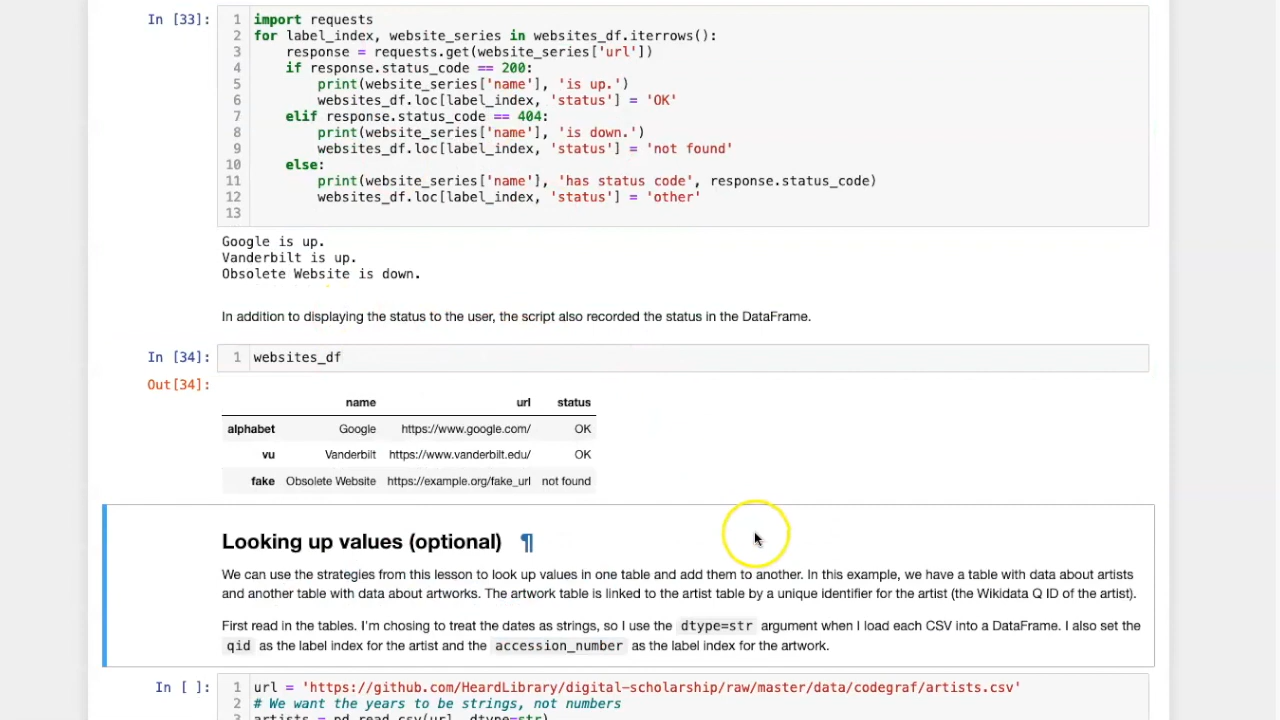 In [33]:
1 import requests
2 for label_index, website_series in websites_df.iterrows():
3 response = requests.get(website_series['url'])
4 if response.status_code == 200:
5 print(website_series['name'], 'is up.')
6 websites_df.loc[label_index, 'status'] = 'OK'
7 elif response.status_code == 404:
8 print(website_series['name'], 'is down.')
9 websites_df.loc[label_index, 'status'] = 'not found'
10 else:
11 print(website_series['name'], 'has status code', response.status_code)
12 websites_df.loc[label_index, 'status'] = 'other'
13
Google is up.
Vanderbilt is up.
Obsolete Website is down.
In addition to displaying the status to the user, the script also recorded the status in the DataFrame.
In [34]:
1 websites_df
Out[34]:
name url status
alphabet Google https://www.google.com/ OK
vu Vanderbilt https://www.vanderbilt.edu/ OK
fake Obsolete Website https://example.org/fake_url not found
Looking up values (optional) ¶
We can use the strategies from this lesson to look up values in one table and add them to another. In this example, we have a table with data about artists
and another table with data about artworks. The artwork table is linked to the artist table by a unique identifier for the artist (the Wikidata Q ID of the artist).
First read in the tables. I'm chosing to treat the dates as strings, so I use the dtype=str argument when I load each CSV into a DataFrame. I also set the
qid as the label index for the artist and the accession_number as the label index for the artwork.
In [ ]:
1 url = 'https://github.com/HeardLibrary/digital-scholarship/raw/master/data/codegraf/artists.csv'
2 # We want the years to be strings, not numbers
3 artists = pd.read_csv(url, dtype=str)